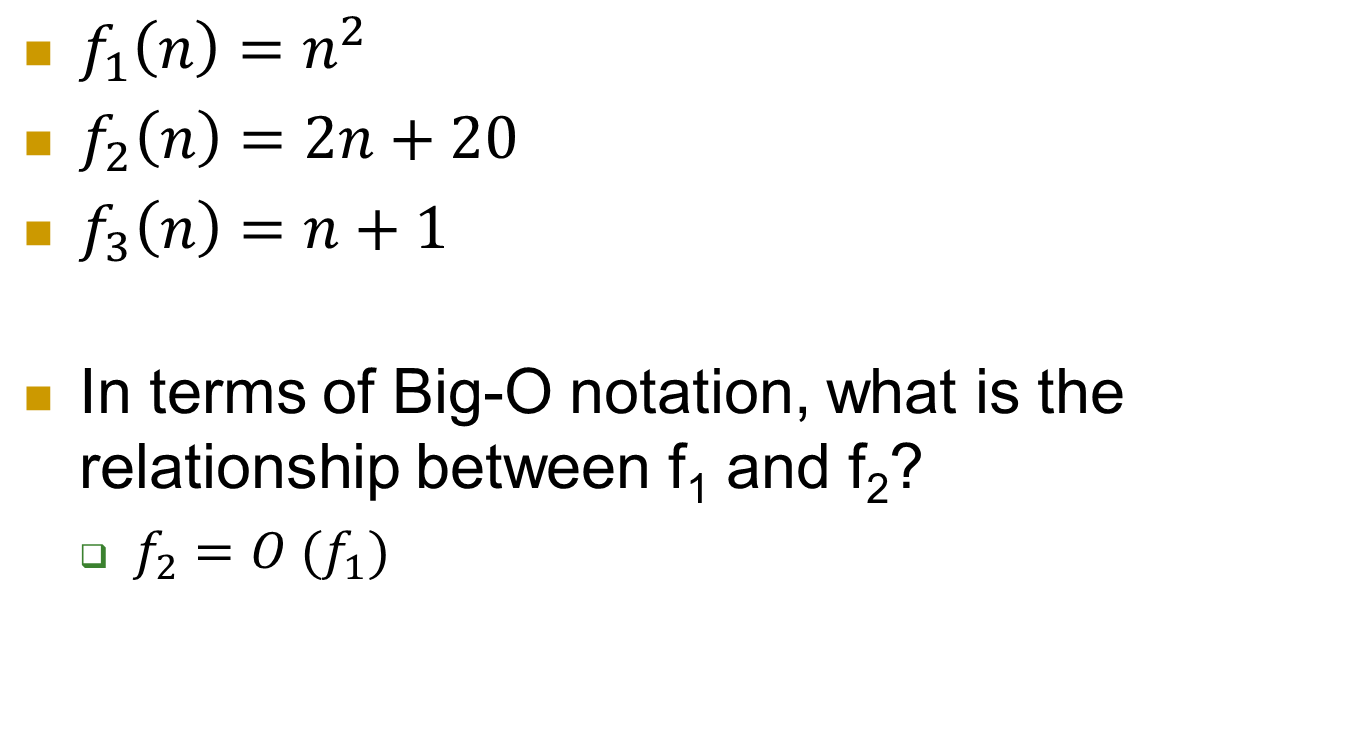 ■ f₁(n) = n²
■ f₂(n) = 2n + 20
■ f₃(n) = n + 1
■ In terms of Big-O notation, what is the
relationship between f₁ and f₂?
❑ f₂ = O (f₁)